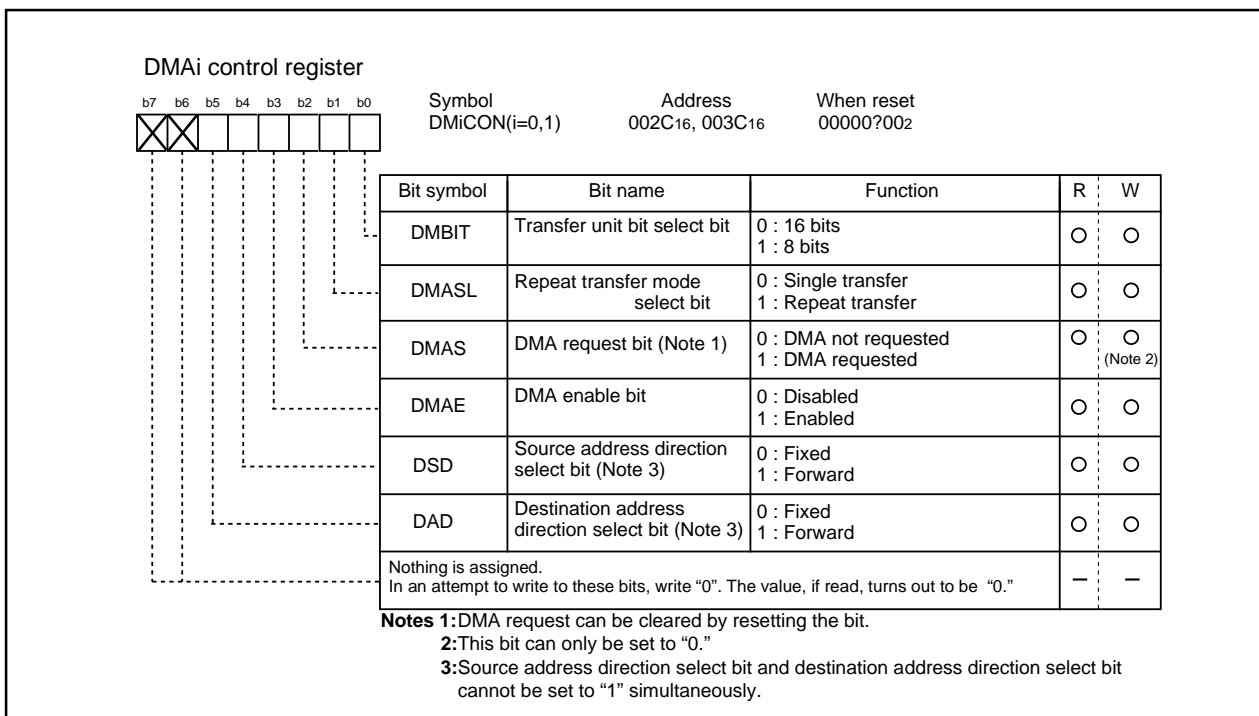 DMAi control register
b7 b6 b5 b4 b3 b2 b1 b0
Symbol Address When reset
DMiCON(i=0,1) 002C16, 003C16 00000?002
Bit symbol Bit name Function R W
DMBIT Transfer unit bit select bit 0 : 16 bits
1 : 8 bits
DMASL Repeat transfer mode
select bit 0 : Single transfer
1 : Repeat transfer
DMAS DMA request bit (Note 1) 0 : DMA not requested
1 : DMA requested
(Note 2)
DMAE DMA enable bit 0 : Disabled
1 : Enabled
DSD Source address direction
select bit (Note 3) 0 : Fixed
1 : Forward
DAD Destination address
direction select bit (Note 3) 0 : Fixed
1 : Forward
Nothing is assigned.
In an attempt to write to these bits, write “0”. The value, if read, turns out to be “0.” – –
Notes 1:DMA request can be cleared by resetting the bit.
2:This bit can only be set to “0.”
3:Source address direction select bit and destination address direction select bit
cannot be set to “1” simultaneously.